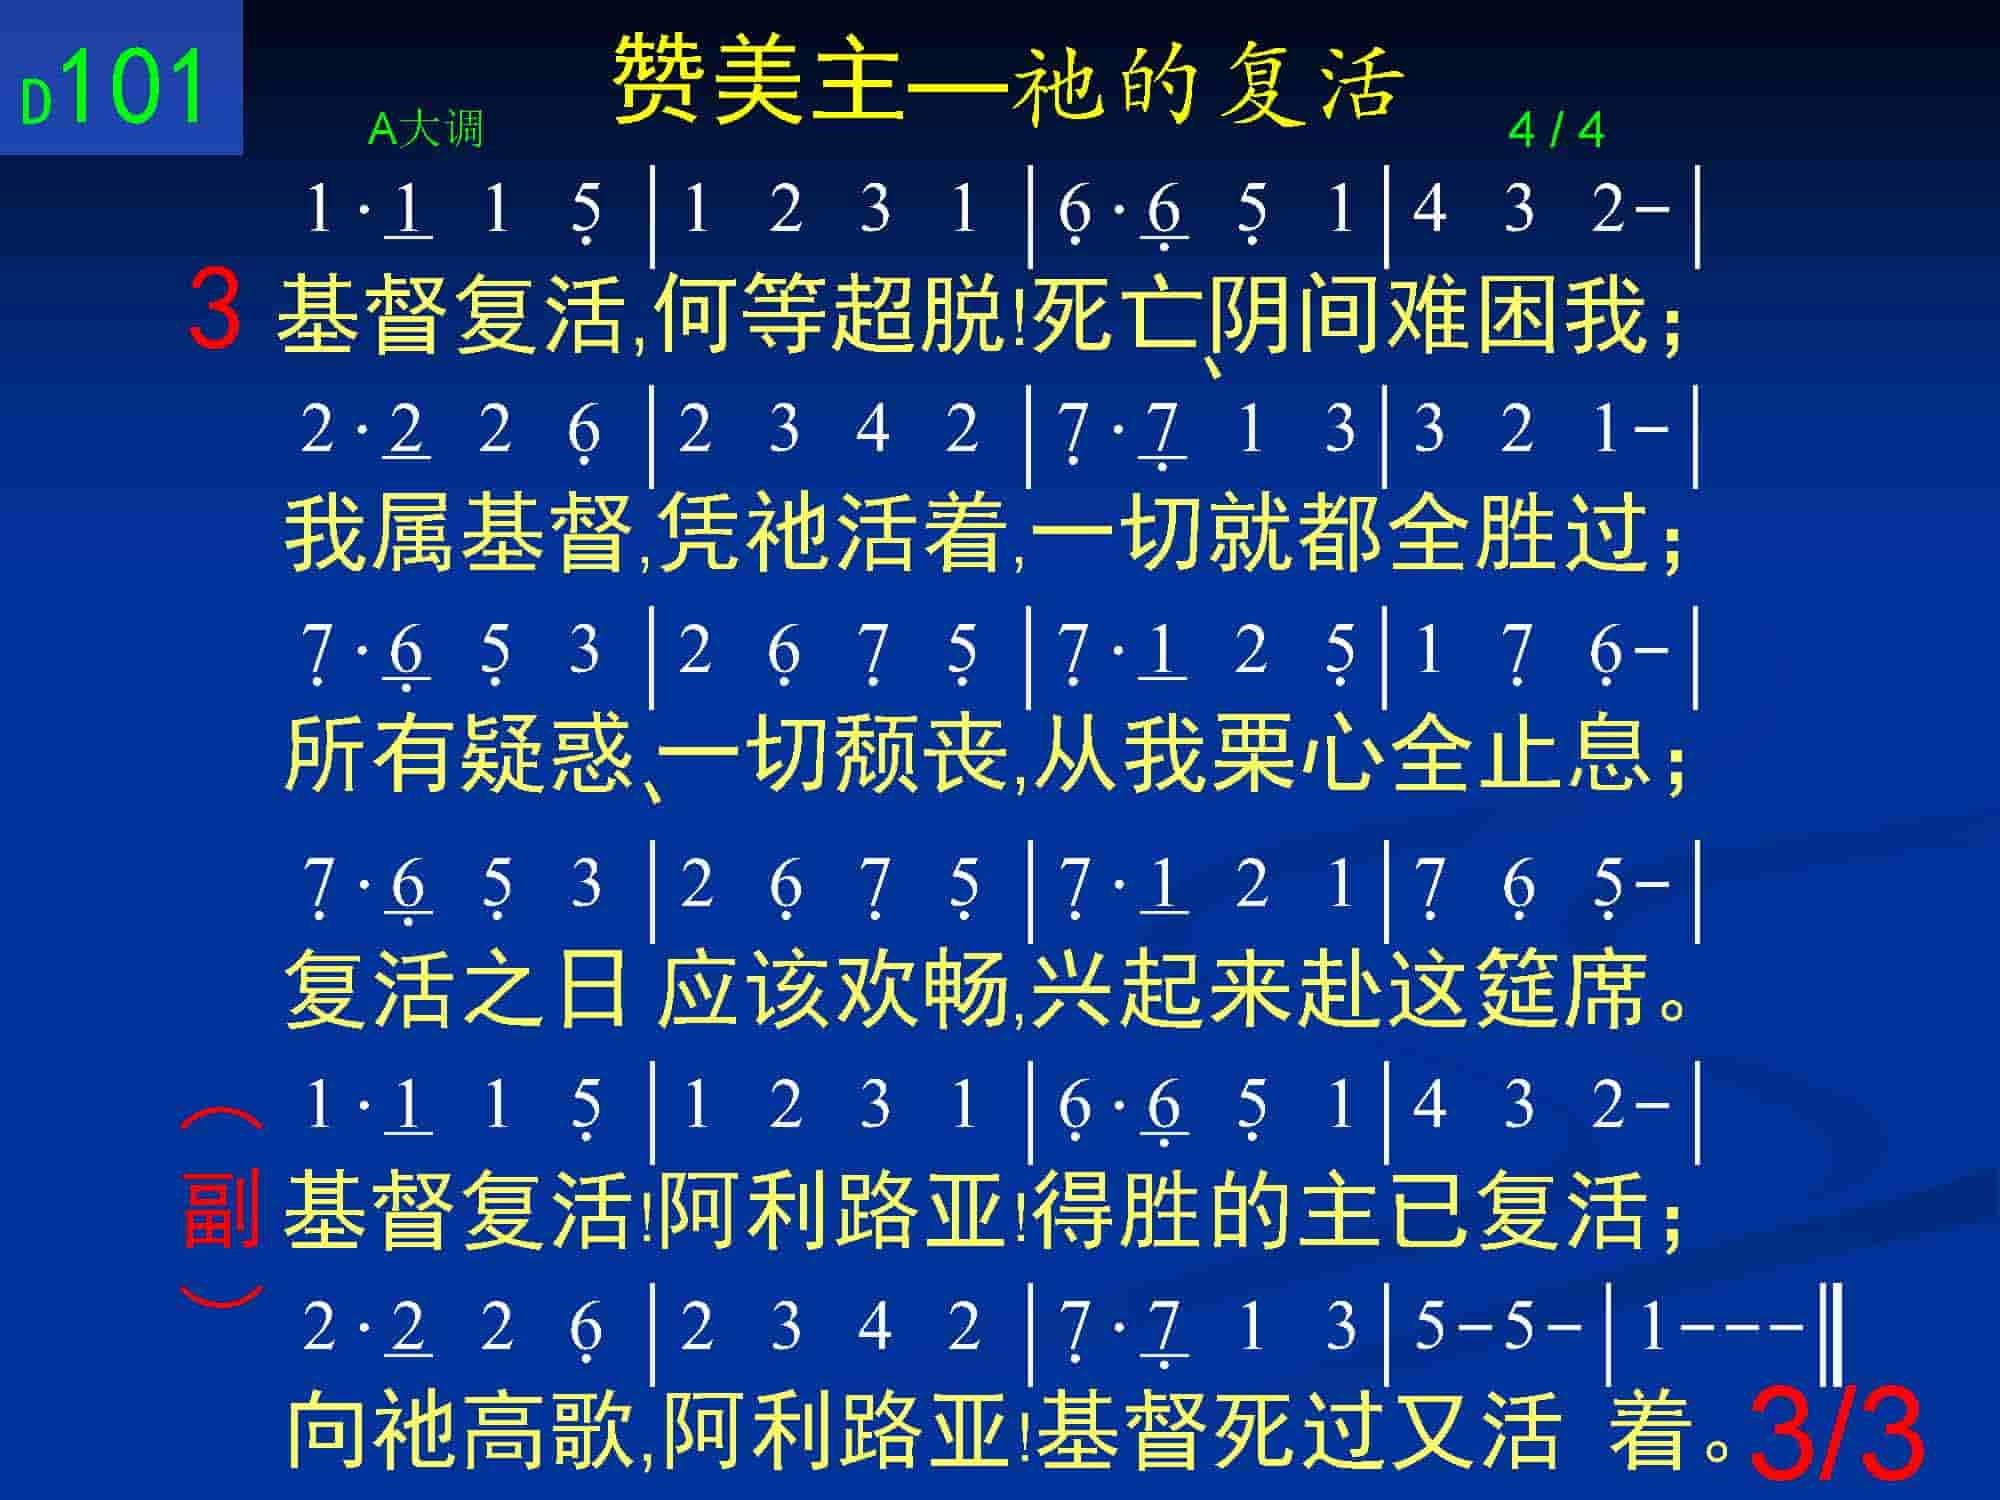 D101
赞美主—祂的复活
A大调
4 / 4
1·1 1 5|1 2 3 1|6·6 5 1|4 3 2-|
3 基督复活,何等超脱!死亡、阴间难困我；
2·2 2 6|2 3 4 2|7·7 1 3|3 2 1-|
我属基督,凭祂活着,一切就都全胜过；
7·6 5 3|2 6 7 5|7·1 2 5|1 7 6-|
所有疑惑、一切颓丧,从我栗心全止息；
7·6 5 3|2 6 7 5|7·1 2 1|7 6 5-|
复活之日 应该欢畅,兴起来赴这筵席。
1·1 1 5|1 2 3 1|6·6 5 1|4 3 2-|
（副） 基督复活!阿利路亚!得胜的主已复活；
2·2 2 6|2 3 4 2|7·7 1 3|5-5-|1---‖
向祂高歌,阿利路亚!基督死过又活 着。
3/3